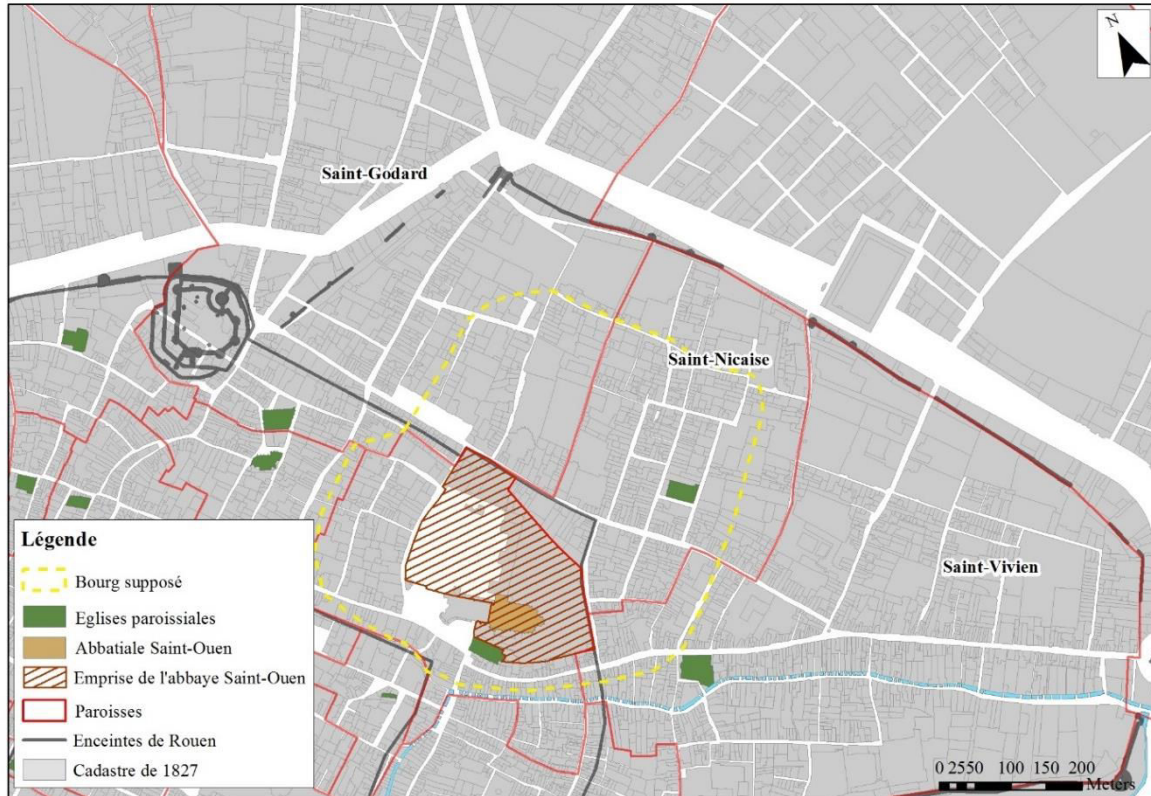 N
Saint-Godard
Saint-Nicaise
Saint-Vivien
Légende
Bourg supposé
Eglises paroissiales
Abbatiale Saint-Ouen
Emprise de l'abbaye Saint-Ouen
Paroisses
Enceintes de Rouen
Cadastre de 1827
0 2550 100 150 200
Meters